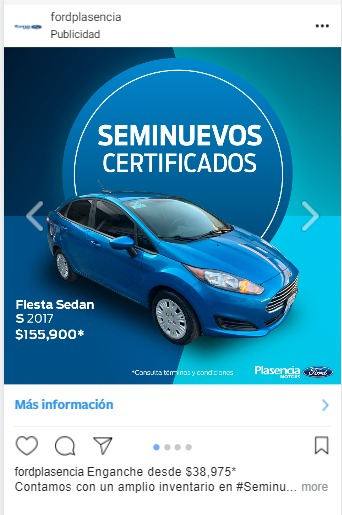 fordplasencia
Publicidad
SEMINUEVOS
CERTIFICADOS
Fiesta Sedan
S 2017
$155,900*
*Consulta términos y condiciones
Plasencia
MOTORS
Ford
Más información
fordplasencia Enganche desde $38,975*
Contamos con un amplio inventario en #Seminu... more